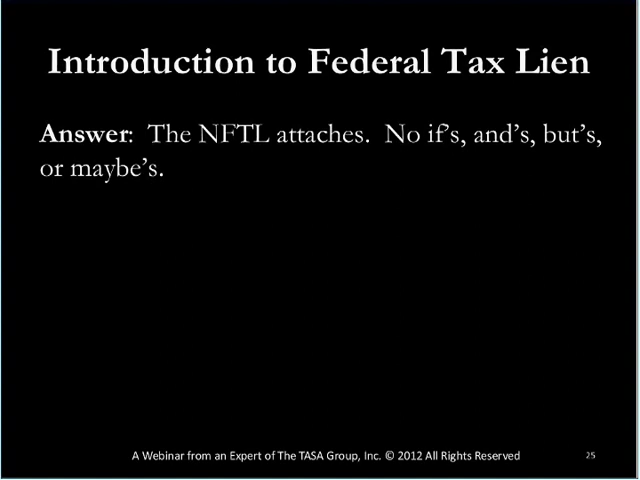 Introduction to Federal Tax Lien
Answer:  The NFTL attaches.  No if’s, and’s, but’s,
or maybe’s.
A Webinar from an Expert of The TASA Group, Inc. © 2012 All Rights Reserved
25